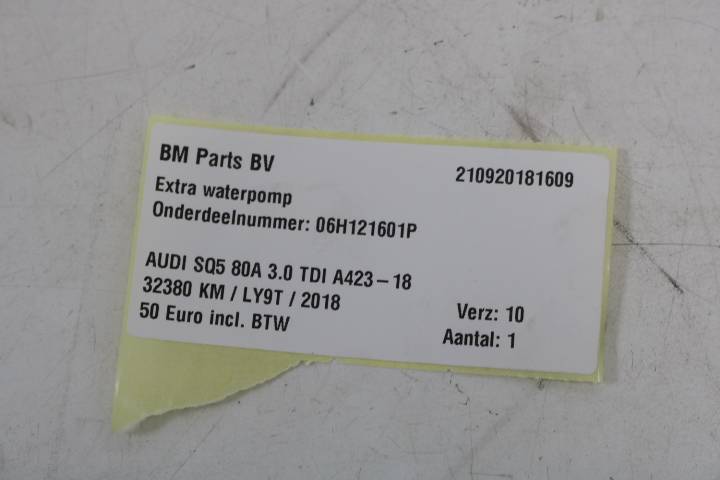 BM Parts BV
210920181609
Extra waterpomp
Onderdeelnummer: 06H121601P
AUDI SQ5 80A 3.0 TDI A423-18
32380 KM / LY9T / 2018
Verz: 10
50 Euro incl. BTW
Aantal: 1